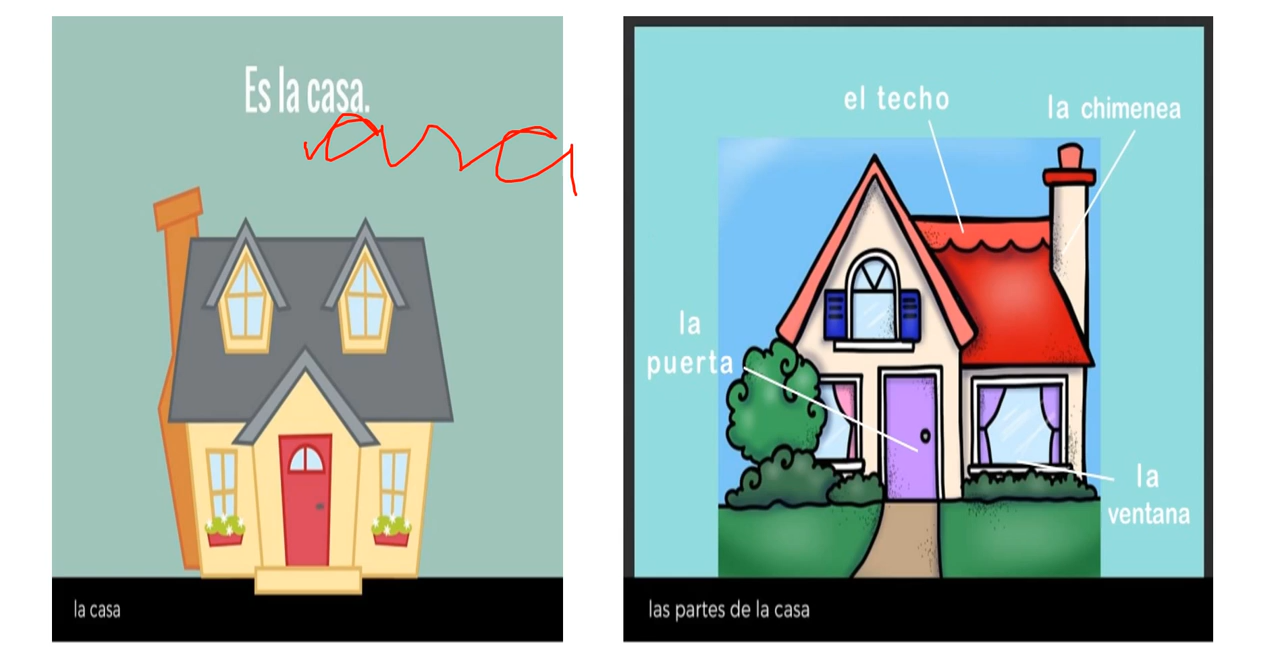 Es la casa.
la casa
el techo
la chimenea
la
puerta
la
ventana
las partes de la casa